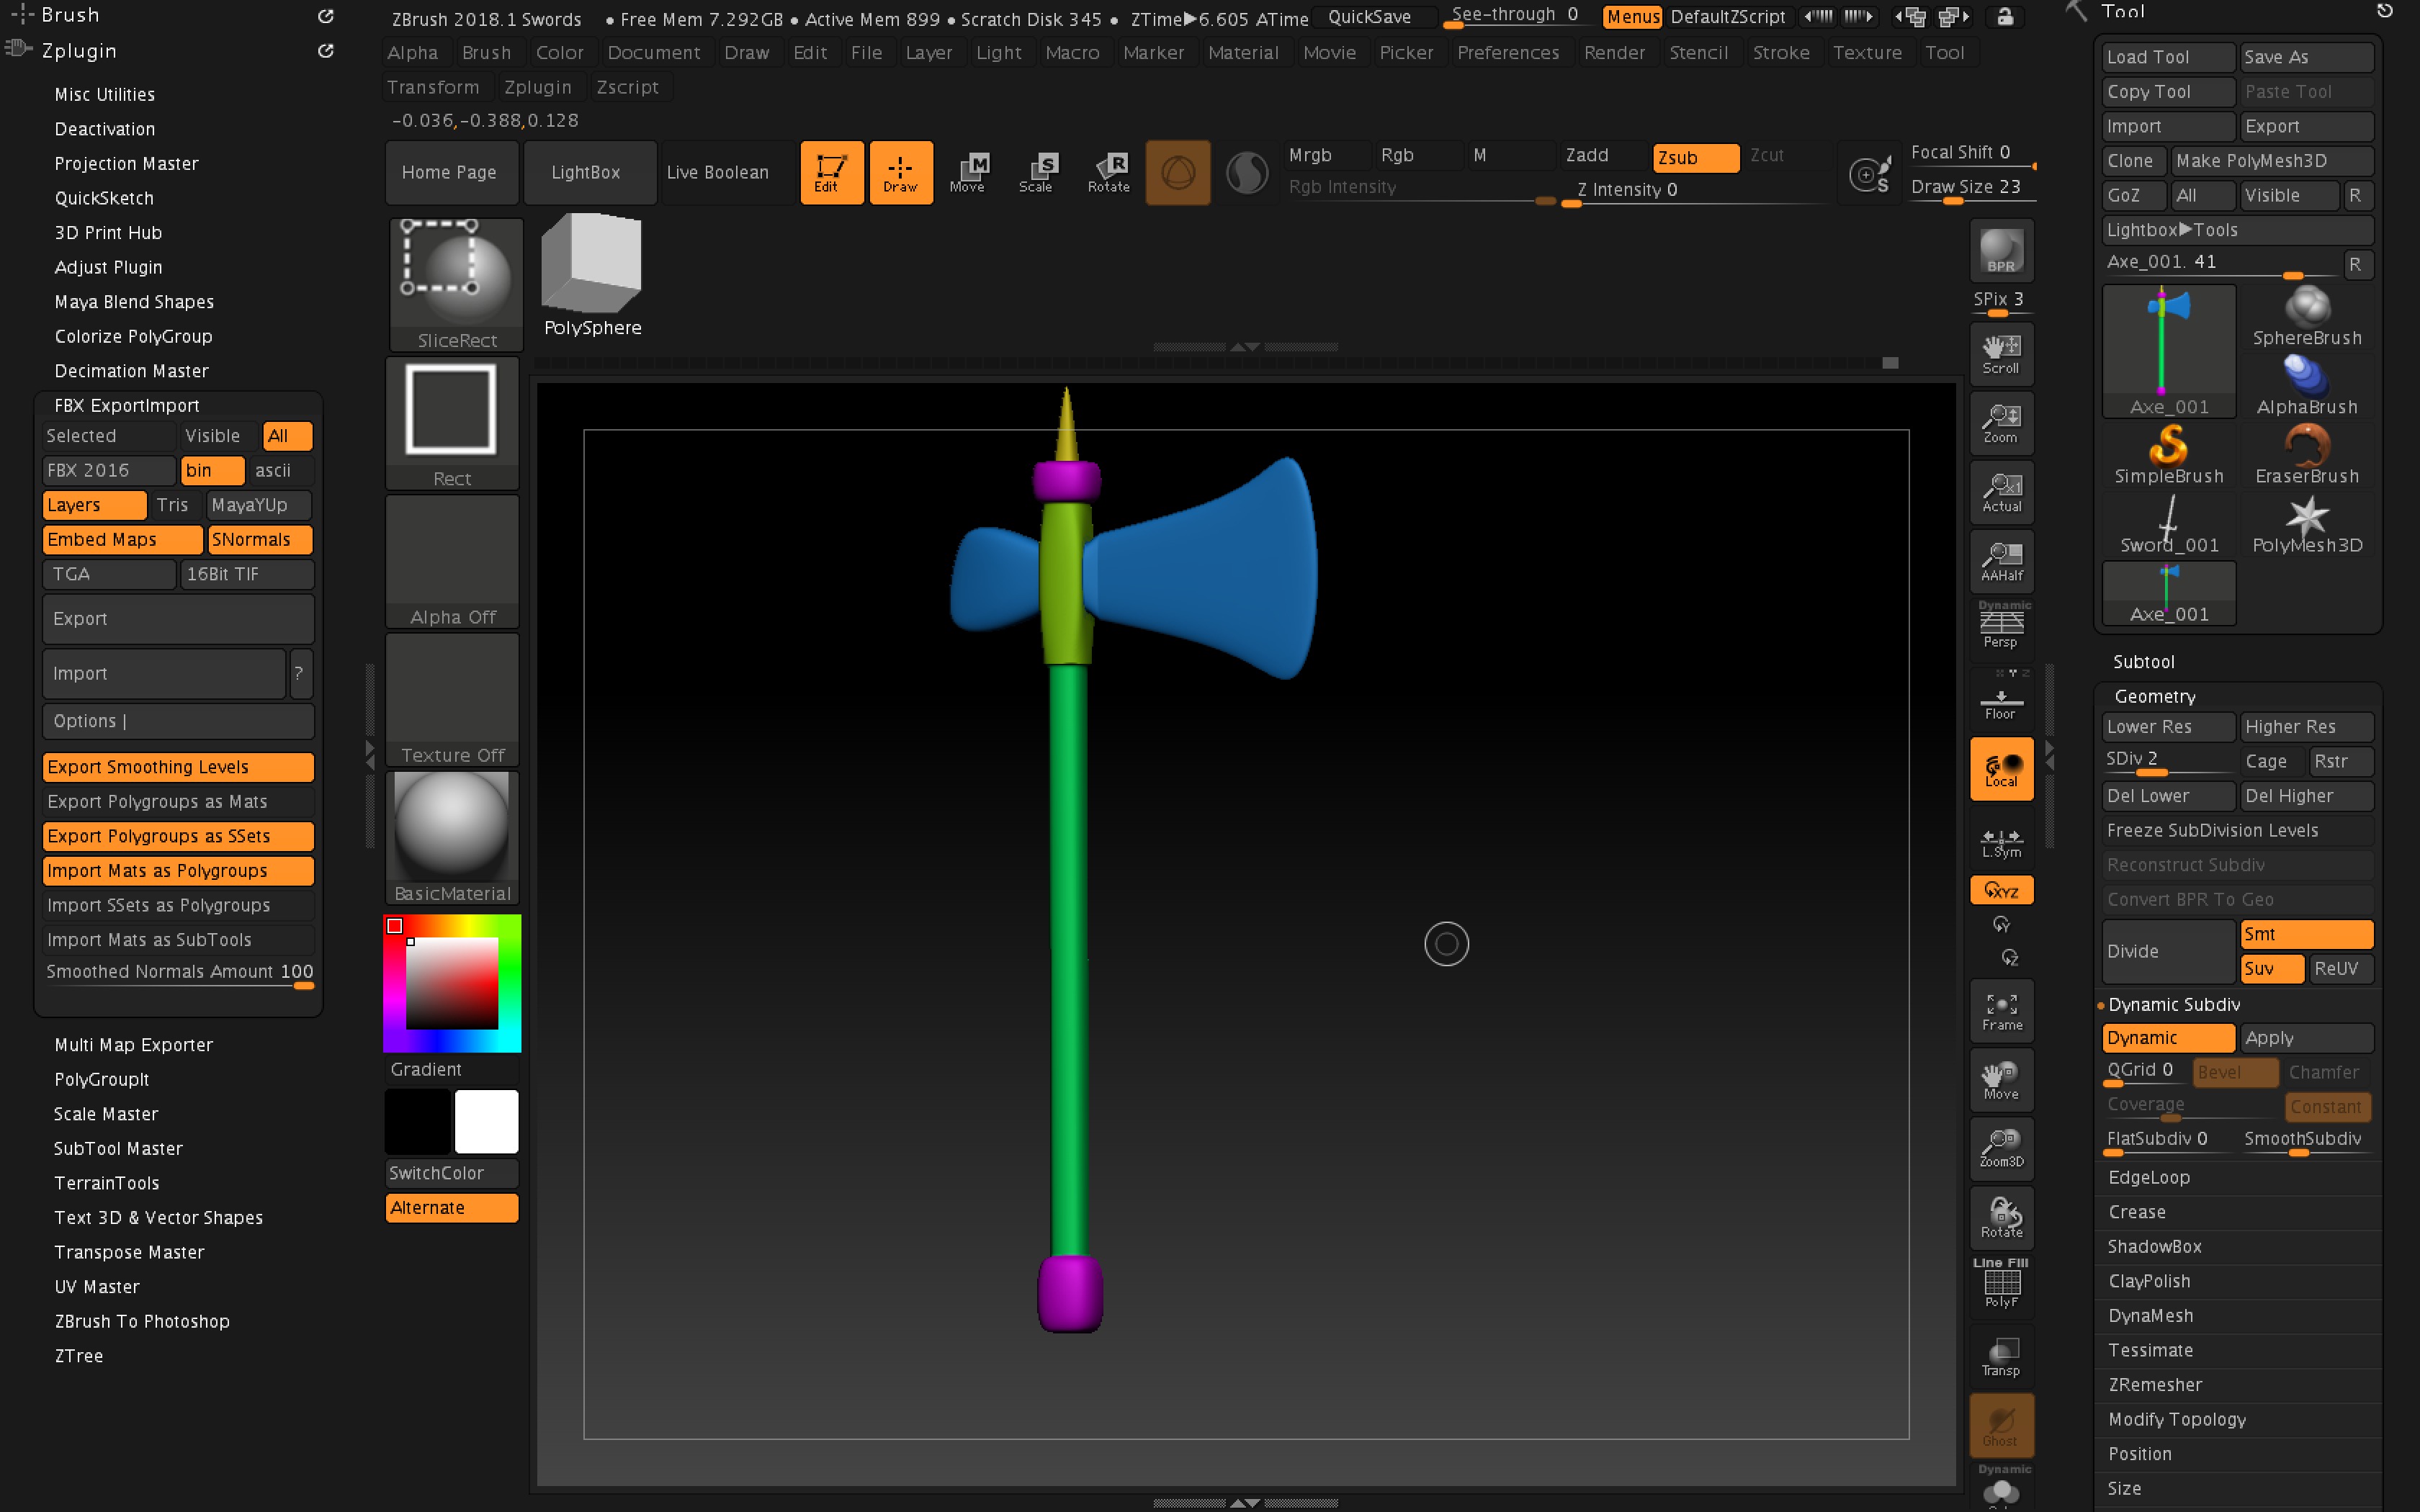 Brush
Zplugin
Misc Utilities
Deactivation
Projection Master
QuickSketch
3D Print Hub
Adjust Plugin
Maya Blend Shapes
Colorize PolyGroup
Decimation Master
FBX ExportImport
Selected Visible All
FBX 2016 bin ascii
Layers Tris MayaYUp
Embed Maps SNormals
TGA 16Bit TIF
Export
Import ?
Options |
Export Smoothing Levels
Export Polygroups as Mats
Export Polygroups as SSets
Import Mats as Polygroups
Import SSets as Polygroups
Import Mats as SubTools
Smoothed Normals Amount 100
Multi Map Exporter
PolyGroupIt
Scale Master
SubTool Master
TerrainTools
Text 3D & Vector Shapes
Transpose Master
UV Master
ZBrush To Photoshop
ZTree
ZBrush 2018.1 Swords • Free Mem 7.292GB • Active Mem 899 • Scratch Disk 345 • ZTime▶6.605 ATime QuickSave See-through 0 Menus DefaultZScript
Alpha Brush Color Document Draw Edit File Layer Light Macro Marker Material Movie Picker Preferences Render Stencil Stroke Texture Tool
Transform Zplugin Zscript
-0.036,-0.388,0.128
Home Page LightBox Live Boolean Edit Draw Move Scale Rotate
M S R
Mrgb Rgb M Zadd Zsub Zcut
Rgb Intensity Z Intensity 0
S
Focal Shift 0
Draw Size 23
SliceRect
PolySphere
Rect
Alpha Off
Texture Off
BasicMaterial
Gradient
SwitchColor
Alternate
BPR
SPix 3
Scroll
Zoom
x1
Actual
AAHalf
Dynamic
Persp
X Y Z
Floor
Local
L.Sym
XYZ
Y
Z
Frame
Move
Zoom3D
Rotate
Line Fill
PolyF
Transp
Ghost
Dynamic
Tool
Load Tool Save As
Copy Tool Paste Tool
Import Export
Clone Make PolyMesh3D
GoZ All Visible R
Lightbox▶Tools
Axe_001. 41 R
Axe_001
SphereBrush
AlphaBrush
SimpleBrush EraserBrush
Sword_001 PolyMesh3D
Axe_001
Subtool
Geometry
Lower Res Higher Res
SDiv 2 Cage Rstr
Del Lower Del Higher
Freeze SubDivision Levels
Reconstruct Subdiv
Convert BPR To Geo
Divide Smt
Suv ReUV
Dynamic Subdiv
Dynamic Apply
QGrid 0 Bevel Chamfer
Coverage Constant
FlatSubdiv 0 SmoothSubdiv
EdgeLoop
Crease
ShadowBox
ClayPolish
DynaMesh
Tessimate
ZRemesher
Modify Topology
Position
Size